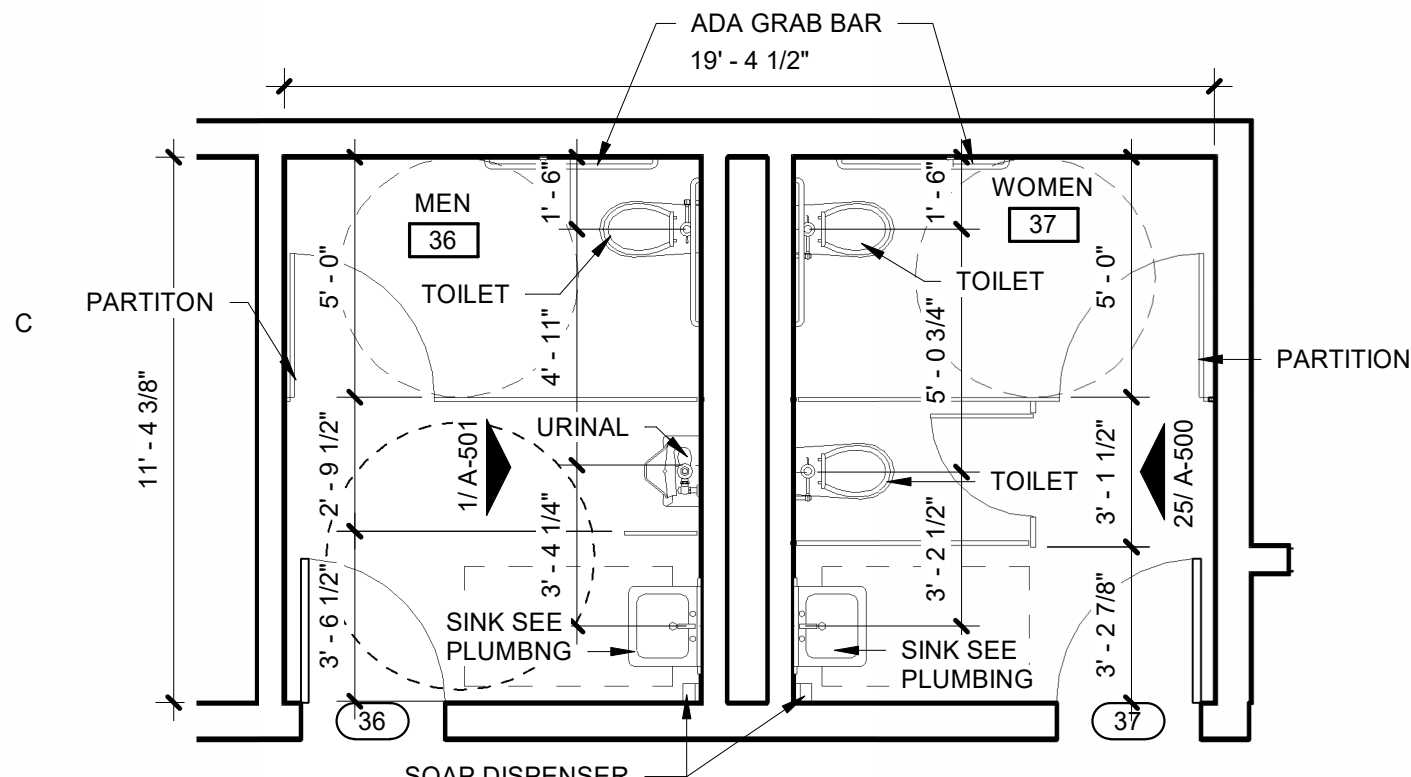 ADA GRAB BAR
19' - 4 1/2"
MEN
36
WOMEN
37
1' - 6"
1' - 6"
5' - 0"
5' - 0"
TOILET
TOILET
PARTITON
C
PARTITION
4' - 11"
5' - 0 3/4"
11' - 4 3/8"
URINAL
1/ A-501
2' - 9 1/2"
TOILET
3' - 1 1/2"
25/ A-500
3' - 4 1/4"
3' - 2 1/2"
3' - 6 1/2"
SINK SEE
PLUMBNG
SINK SEE
PLUMBING
3' - 2 7/8"
36
37
SOAP DISPENSER